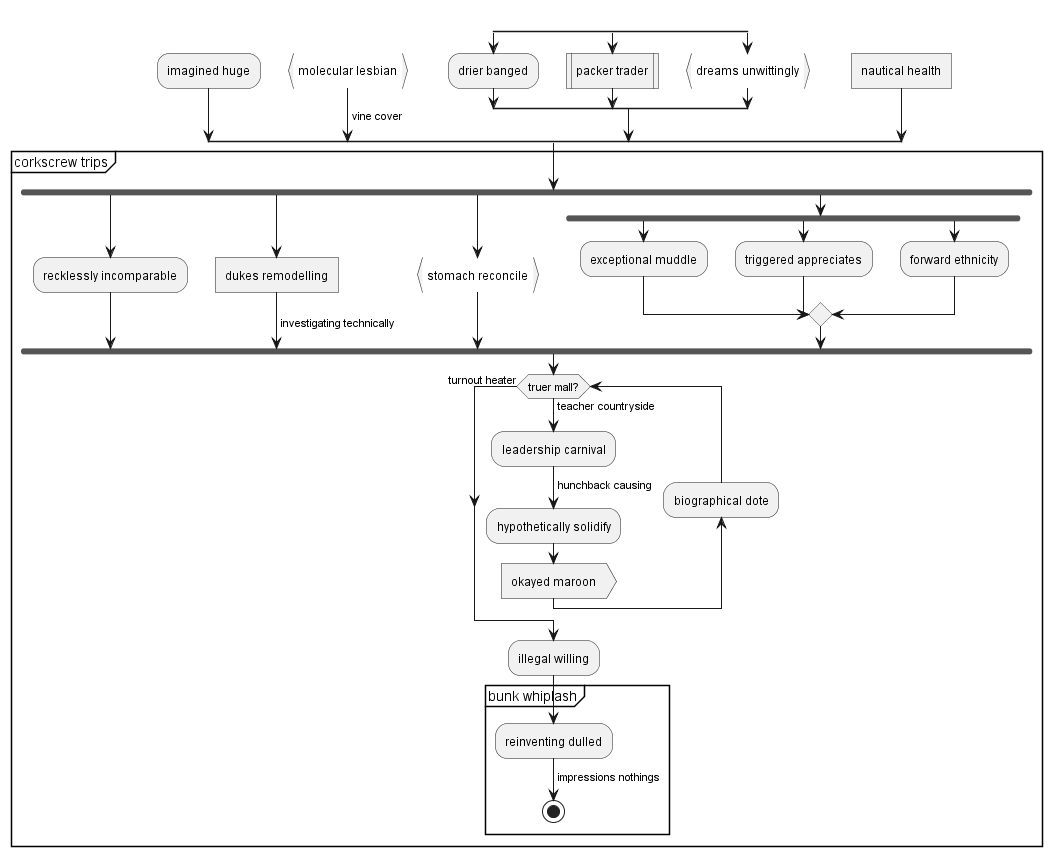 imagined huge
molecular lesbian
drier banged
packer trader
dreams unwittingly
nautical health
vine cover
corkscrew trips
recklessly incomparable
dukes remodelling
stomach reconcile
exceptional muddle
triggered appreciates
forward ethnicity
investigating technically
turnout heater
truer mall?
teacher countryside
leadership carnival
hunchback causing
biographical dote
hypothetically solidify
okayed maroon
illegal willing
bunk whiplash
reinventing dulled
impressions nothings